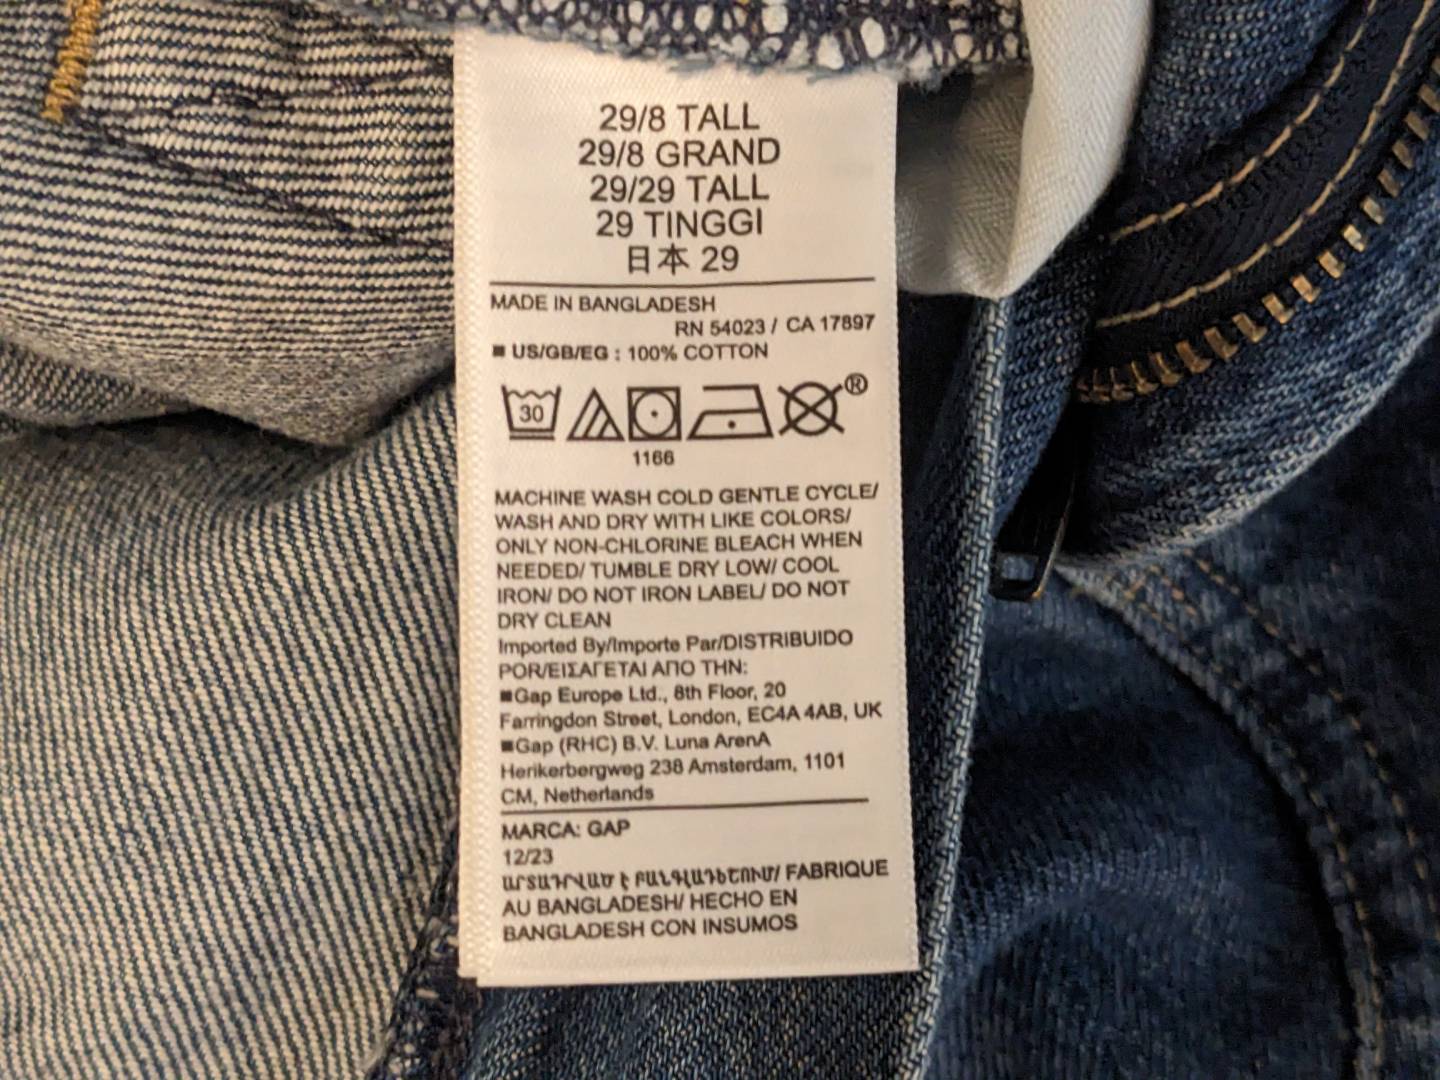 29/8 TALL
29/8 GRAND
29/29 TALL
29 TINGGI
日本 29
MADE IN BANGLADESH
RN 54023 / CA 17897
■ US/GB/EG : 100% COTTON
30
®
1166
MACHINE WASH COLD GENTLE CYCLE/
WASH AND DRY WITH LIKE COLORS/
ONLY NON-CHLORINE BLEACH WHEN
NEEDED/ TUMBLE DRY LOW/ COOL
IRON/ DO NOT IRON LABEL/ DO NOT
DRY CLEAN
Imported By/Importe Par/DISTRIBUIDO
POR/ΕΙΣΑΓΕΤΑΙ ΑΠΟ ΤΗΝ:
■Gap Europe Ltd., 8th Floor, 20
Farringdon Street, London, EC4A 4AB, UK
■Gap (RHC) B.V. Luna ArenA
Herikerbergweg 238 Amsterdam, 1101
CM, Netherlands
MARCA: GAP
12/23
ԱՐՏԱԴՐՎԱԾ Է ԲԱՆԳԼԱԴԵՇՈՒՄ/ FABRIQUE
AU BANGLADESH/ HECHO EN
BANGLADESH CON INSUMOS